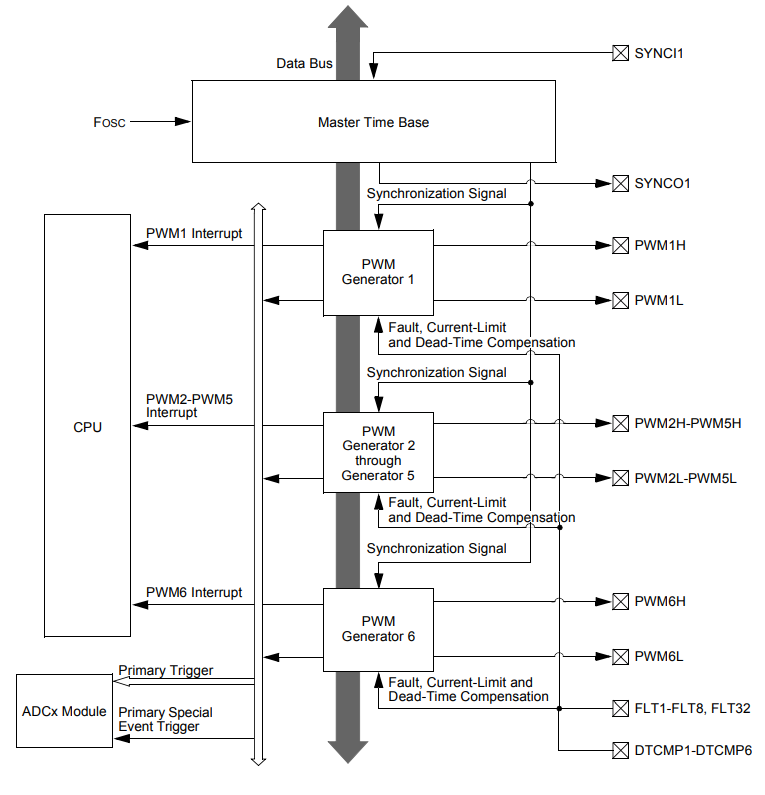 SYNCI1
Data Bus
FOSC
Master Time Base
SYNCO1
Synchronization Signal
PWM1 Interrupt
PWM
Generator 1
PWM1H
PWM1L
Fault, Current-Limit
and Dead-Time Compensation
Synchronization Signal
PWM2-PWM5
Interrupt
CPU
PWM
Generator 2
through
Generator 5
PWM2H-PWM5H
PWM2L-PWM5L
Fault, Current-Limit
and Dead-Time Compensation
Synchronization Signal
PWM6 Interrupt
PWM
Generator 6
PWM6H
PWM6L
Primary Trigger
Fault, Current-Limit and
Dead-Time Compensation
ADCx Module
Primary Special
Event Trigger
FLT1-FLT8, FLT32
DTCMP1-DTCMP6